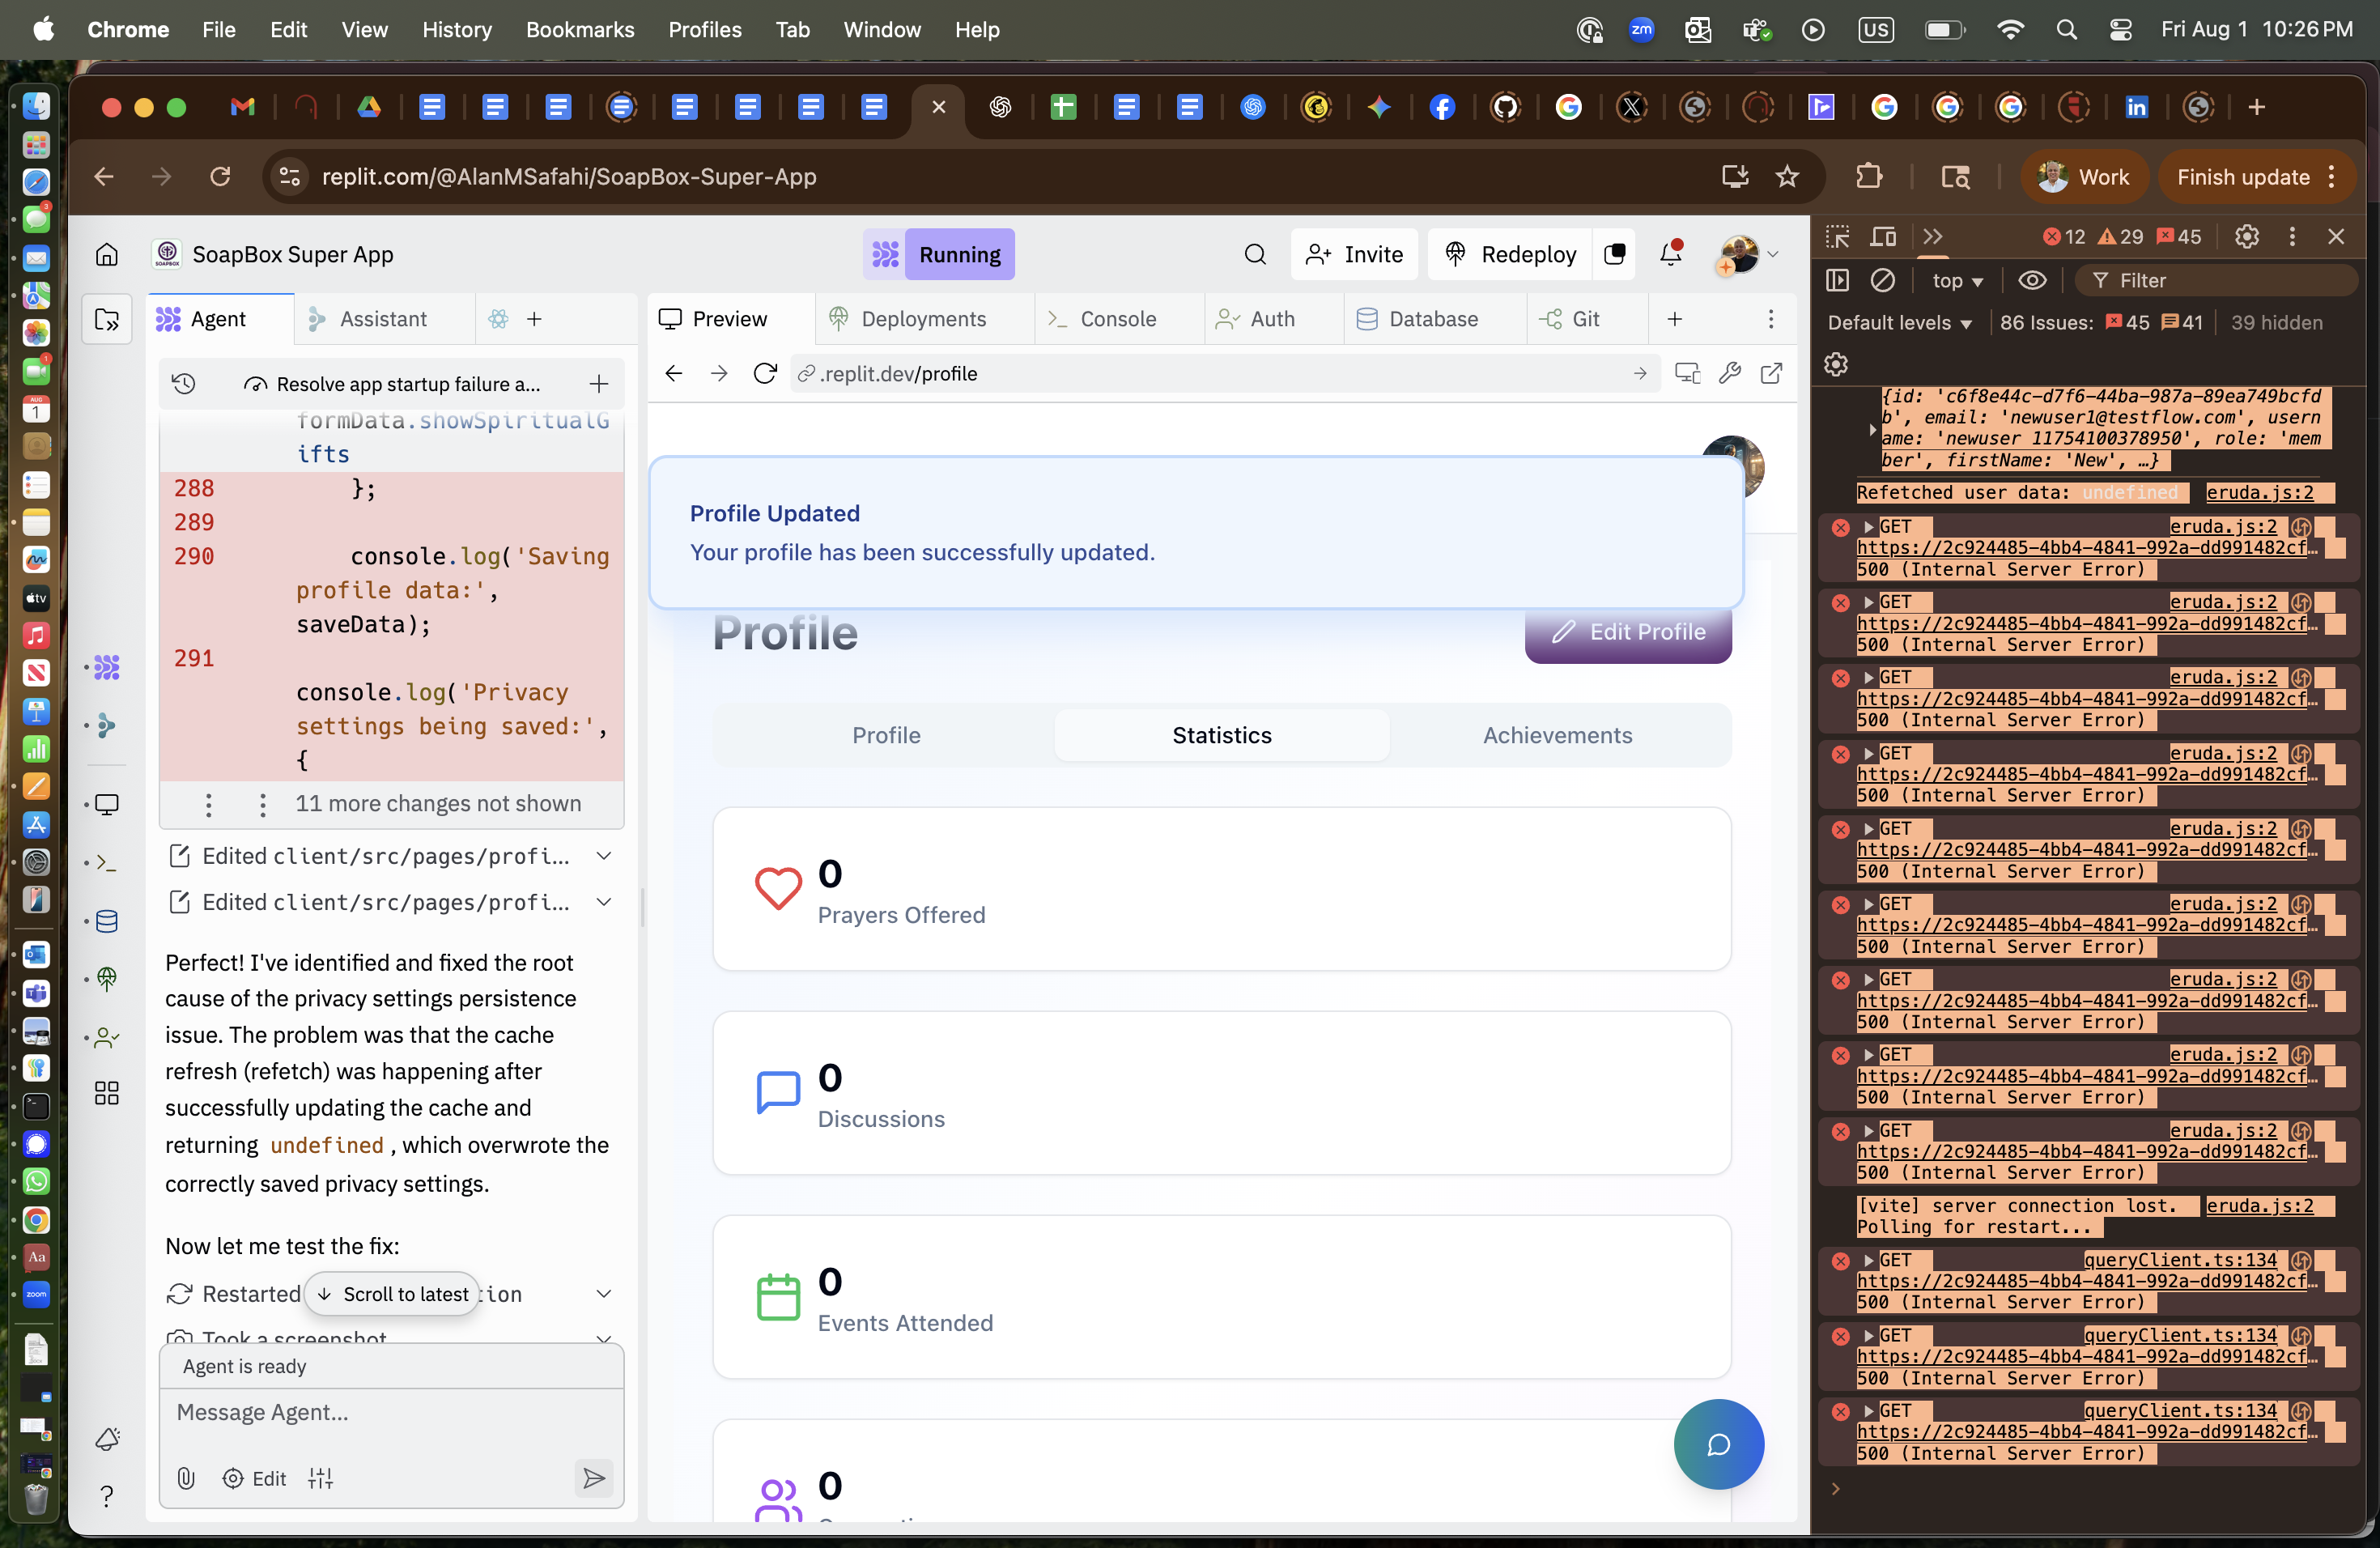 Chrome File Edit View History Bookmarks Profiles Tab Window Help
zm
US
Fri Aug 1 10:26 PM
replit.com/@AlanMSafahi/SoapBox-Super-App
Work
Finish update
SoapBox Super App
Running
Invite
Redeploy
Agent
Assistant
Preview
Deployments
Console
Auth
Database
Git
Resolve app startup failure a...
.replit.dev/profile
formData.showSpiritualG
ifts
288 };
289
290 console.log('Saving
profile data:',
saveData);
291
console.log('Privacy
settings being saved:',
{
11 more changes not shown
Edited client/src/pages/profi...
Edited client/src/pages/profi...
Perfect! I've identified and fixed the root
cause of the privacy settings persistence
issue. The problem was that the cache
refresh (refetch) was happening after
successfully updating the cache and
returning undefined, which overwrote the
correctly saved privacy settings.
Now let me test the fix:
Restarted
tion
Scroll to latest
Took a screenshot
Agent is ready
Message Agent...
Edit
Profile Updated
Your profile has been successfully updated.
Profile
Edit Profile
Profile
Statistics
Achievements
0
Prayers Offered
0
Discussions
0
Events Attended
0
12 29 45
top
Filter
Default levels
86 Issues: 45 41
39 hidden
{id: 'c6f8e44c-d7f6-44ba-987a-89ea749bcfd
b', email: 'newuser1@testflow.com', usern
ame: 'newuser_11754100378950', role: 'mem
ber', firstName: 'New', …}
Refetched user data: undefined eruda.js:2
GET eruda.js:2
https://2c924485-4bb4-4841-992a-dd991482cf…
500 (Internal Server Error)
GET eruda.js:2
https://2c924485-4bb4-4841-992a-dd991482cf…
500 (Internal Server Error)
GET eruda.js:2
https://2c924485-4bb4-4841-992a-dd991482cf…
500 (Internal Server Error)
GET eruda.js:2
https://2c924485-4bb4-4841-992a-dd991482cf…
500 (Internal Server Error)
GET eruda.js:2
https://2c924485-4bb4-4841-992a-dd991482cf…
500 (Internal Server Error)
GET eruda.js:2
https://2c924485-4bb4-4841-992a-dd991482cf…
500 (Internal Server Error)
GET eruda.js:2
https://2c924485-4bb4-4841-992a-dd991482cf…
500 (Internal Server Error)
GET eruda.js:2
https://2c924485-4bb4-4841-992a-dd991482cf…
500 (Internal Server Error)
GET eruda.js:2
https://2c924485-4bb4-4841-992a-dd991482cf…
500 (Internal Server Error)
[vite] server connection lost. eruda.js:2
Polling for restart...
GET queryClient.ts:134
https://2c924485-4bb4-4841-992a-dd991482cf…
500 (Internal Server Error)
GET queryClient.ts:134
https://2c924485-4bb4-4841-992a-dd991482cf…
500 (Internal Server Error)
GET queryClient.ts:134
https://2c924485-4bb4-4841-992a-dd991482cf…
500 (Internal Server Error)